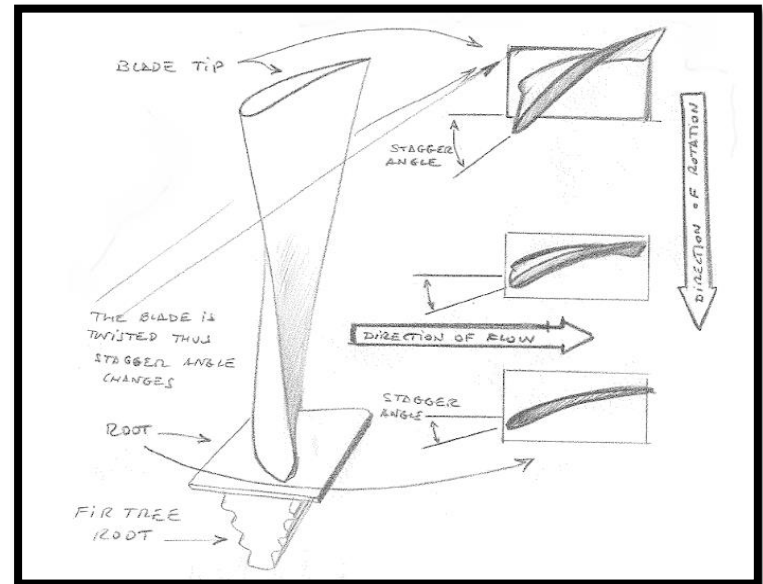 BLADE TIP
STAGGER
ANGLE
DIRECTION OF ROTATION
THE BLADE IS
TWISTED THUS
STAGGER ANGLE
CHANGES
DIRECTION OF FLOW
STAGGER
ANGLE
ROOT
FIR TREE
ROOT